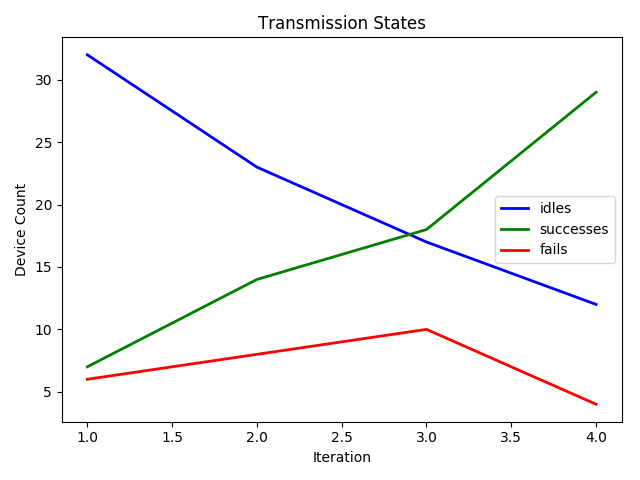 Transmission States
Device Count
30
25
20
15
10
5
idles
successes
fails
1.0 1.5 2.0 2.5 3.0 3.5 4.0
Iteration